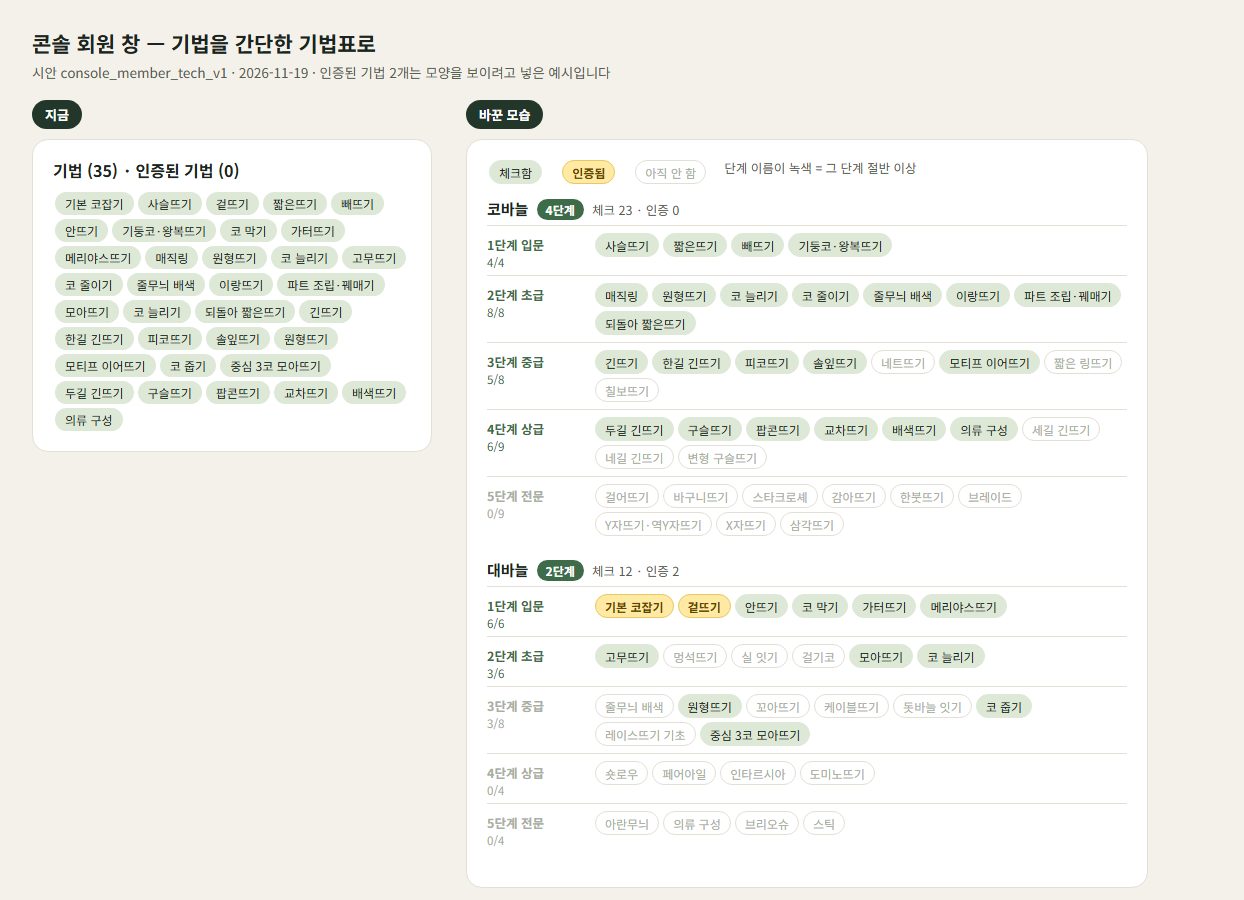 콘솔 회원 창 — 기법을 간단한 기법표로
시안 console_member_tech_v1 · 2026-11-19 · 인증된 기법 2개는 모양을 보이려고 넣은 예시입니다
지금
기법 (35) · 인증된 기법 (0)
기본 코잡기 사슬뜨기 겉뜨기 짧은뜨기 빼뜨기
안뜨기 기둥코·왕복뜨기 코 막기 가터뜨기
메리야스뜨기 매직링 원형뜨기 코 늘리기 고무뜨기
코 줄이기 줄무늬 배색 이랑뜨기 파트 조립·꿰매기
모아뜨기 코 늘리기 되돌아 짧은뜨기 긴뜨기
한길 긴뜨기 피코뜨기 솔잎뜨기 원형뜨기
모티프 이어뜨기 코 줍기 중심 3코 모아뜨기
두길 긴뜨기 구슬뜨기 팝콘뜨기 교차뜨기 배색뜨기
의류 구성
바꾼 모습
체크함 인증됨 아직 안 함 단계 이름이 녹색 = 그 단계 절반 이상
코바늘 4단계 체크 23 · 인증 0
1단계 입문 사슬뜨기 짧은뜨기 빼뜨기 기둥코·왕복뜨기
4/4
2단계 초급 매직링 원형뜨기 코 늘리기 코 줄이기 줄무늬 배색 이랑뜨기 파트 조립·꿰매기
8/8 되돌아 짧은뜨기
3단계 중급 긴뜨기 한길 긴뜨기 피코뜨기 솔잎뜨기 네트뜨기 모티프 이어뜨기 짧은 링뜨기
5/8 칠보뜨기
4단계 상급 두길 긴뜨기 구슬뜨기 팝콘뜨기 교차뜨기 배색뜨기 의류 구성 세길 긴뜨기
6/9 네길 긴뜨기 변형 구슬뜨기
5단계 전문 걸어뜨기 바구니뜨기 스타크로셰 감아뜨기 한붓뜨기 브레이드
0/9 Y자뜨기·역Y자뜨기 X자뜨기 삼각뜨기
대바늘 2단계 체크 12 · 인증 2
1단계 입문 기본 코잡기 겉뜨기 안뜨기 코 막기 가터뜨기 메리야스뜨기
6/6
2단계 초급 고무뜨기 멍석뜨기 실 잇기 걸기코 모아뜨기 코 늘리기
3/6
3단계 중급 줄무늬 배색 원형뜨기 꼬아뜨기 케이블뜨기 돗바늘 잇기 코 줍기
3/8 레이스뜨기 기초 중심 3코 모아뜨기
4단계 상급 숏로우 페어아일 인타르시아 도미노뜨기
0/4
5단계 전문 아란무늬 의류 구성 브리오슈 스틱
0/4